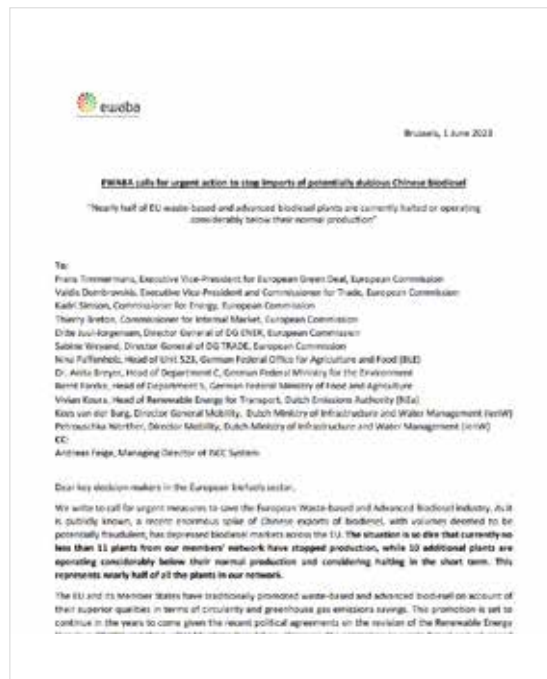 ewaba
Brussels, 1 June 2023
EWABA calls for urgent action to stop imports of potentially dubious Chinese biodiesel
"Nearly half of EU waste-based and advanced biodiesel plants are currently halted or operating
considerably below their normal production"
To:
Frans Timmermans, Executive Vice-President for European Green Deal, European Commission
Valdis Dombrovskis, Executive Vice-President and Commissioner for Trade, European Commission
Kadri Simson, Commissioner for Energy, European Commission
Thierry Breton, Commissioner for Internal Market, European Commission
Ditte Juul-Jorgensen, Director General of DG ENER, European Commission
Sabine Weyand, Director General of DG TRADE, European Commission
Nina Paffenholz, Head of Unit 523, German Federal Office for Agriculture and Food (BLE)
Dr. Anita Breyer, Head of Department C, German Federal Ministry for the Environment
Bernt Farcke, Head of Department 5, German Federal Ministry of Food and Agriculture
Vivian Koura, Head of Renewable Energy for Transport, Dutch Emissions Authority (NEa)
Kees van der Burg, Director General Mobility, Dutch Ministry of Infrastructure and Water Management (IenW)
Petrouschka Werther, Director Mobility, Dutch Ministry of Infrastructure and Water Management (IenW)
CC:
Andreas Feige, Managing Director of ISCC System
Dear key decision makers in the European biofuels sector,
We write to call for urgent measures to save the European Waste-based and Advanced Biodiesel industry. As it
is publicly known, a recent enormous spike of Chinese exports of biodiesel, with volumes deemed to be
potentially fraudulent, has depressed biodiesel markets across the EU. The situation is so dire that currently no
less than 11 plants from our members' network have stopped production, while 10 additional plants are
operating considerably below their normal production and considering halting in the short term. This
represents nearly half of all the plants in our network.
The EU and its Member States have traditionally promoted waste-based and advanced biodiesel on account of
their superior qualities in terms of circularity and greenhouse gas emissions savings. This promotion is set to
continue in the years to come given the recent political agreements on the revision of the Renewable Energy